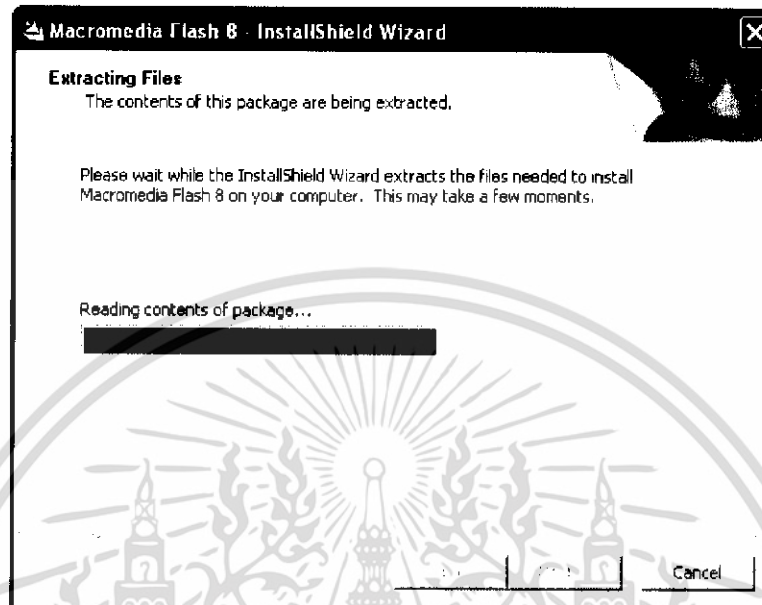 Macromedia Flash 8 - InstallShield Wizard
Extracting Files
The contents of this package are being extracted.
Please wait while the InstallShield Wizard extracts the files needed to install
Macromedia Flash 8 on your computer. This may take a few moments.
Reading contents of package...
Cancel